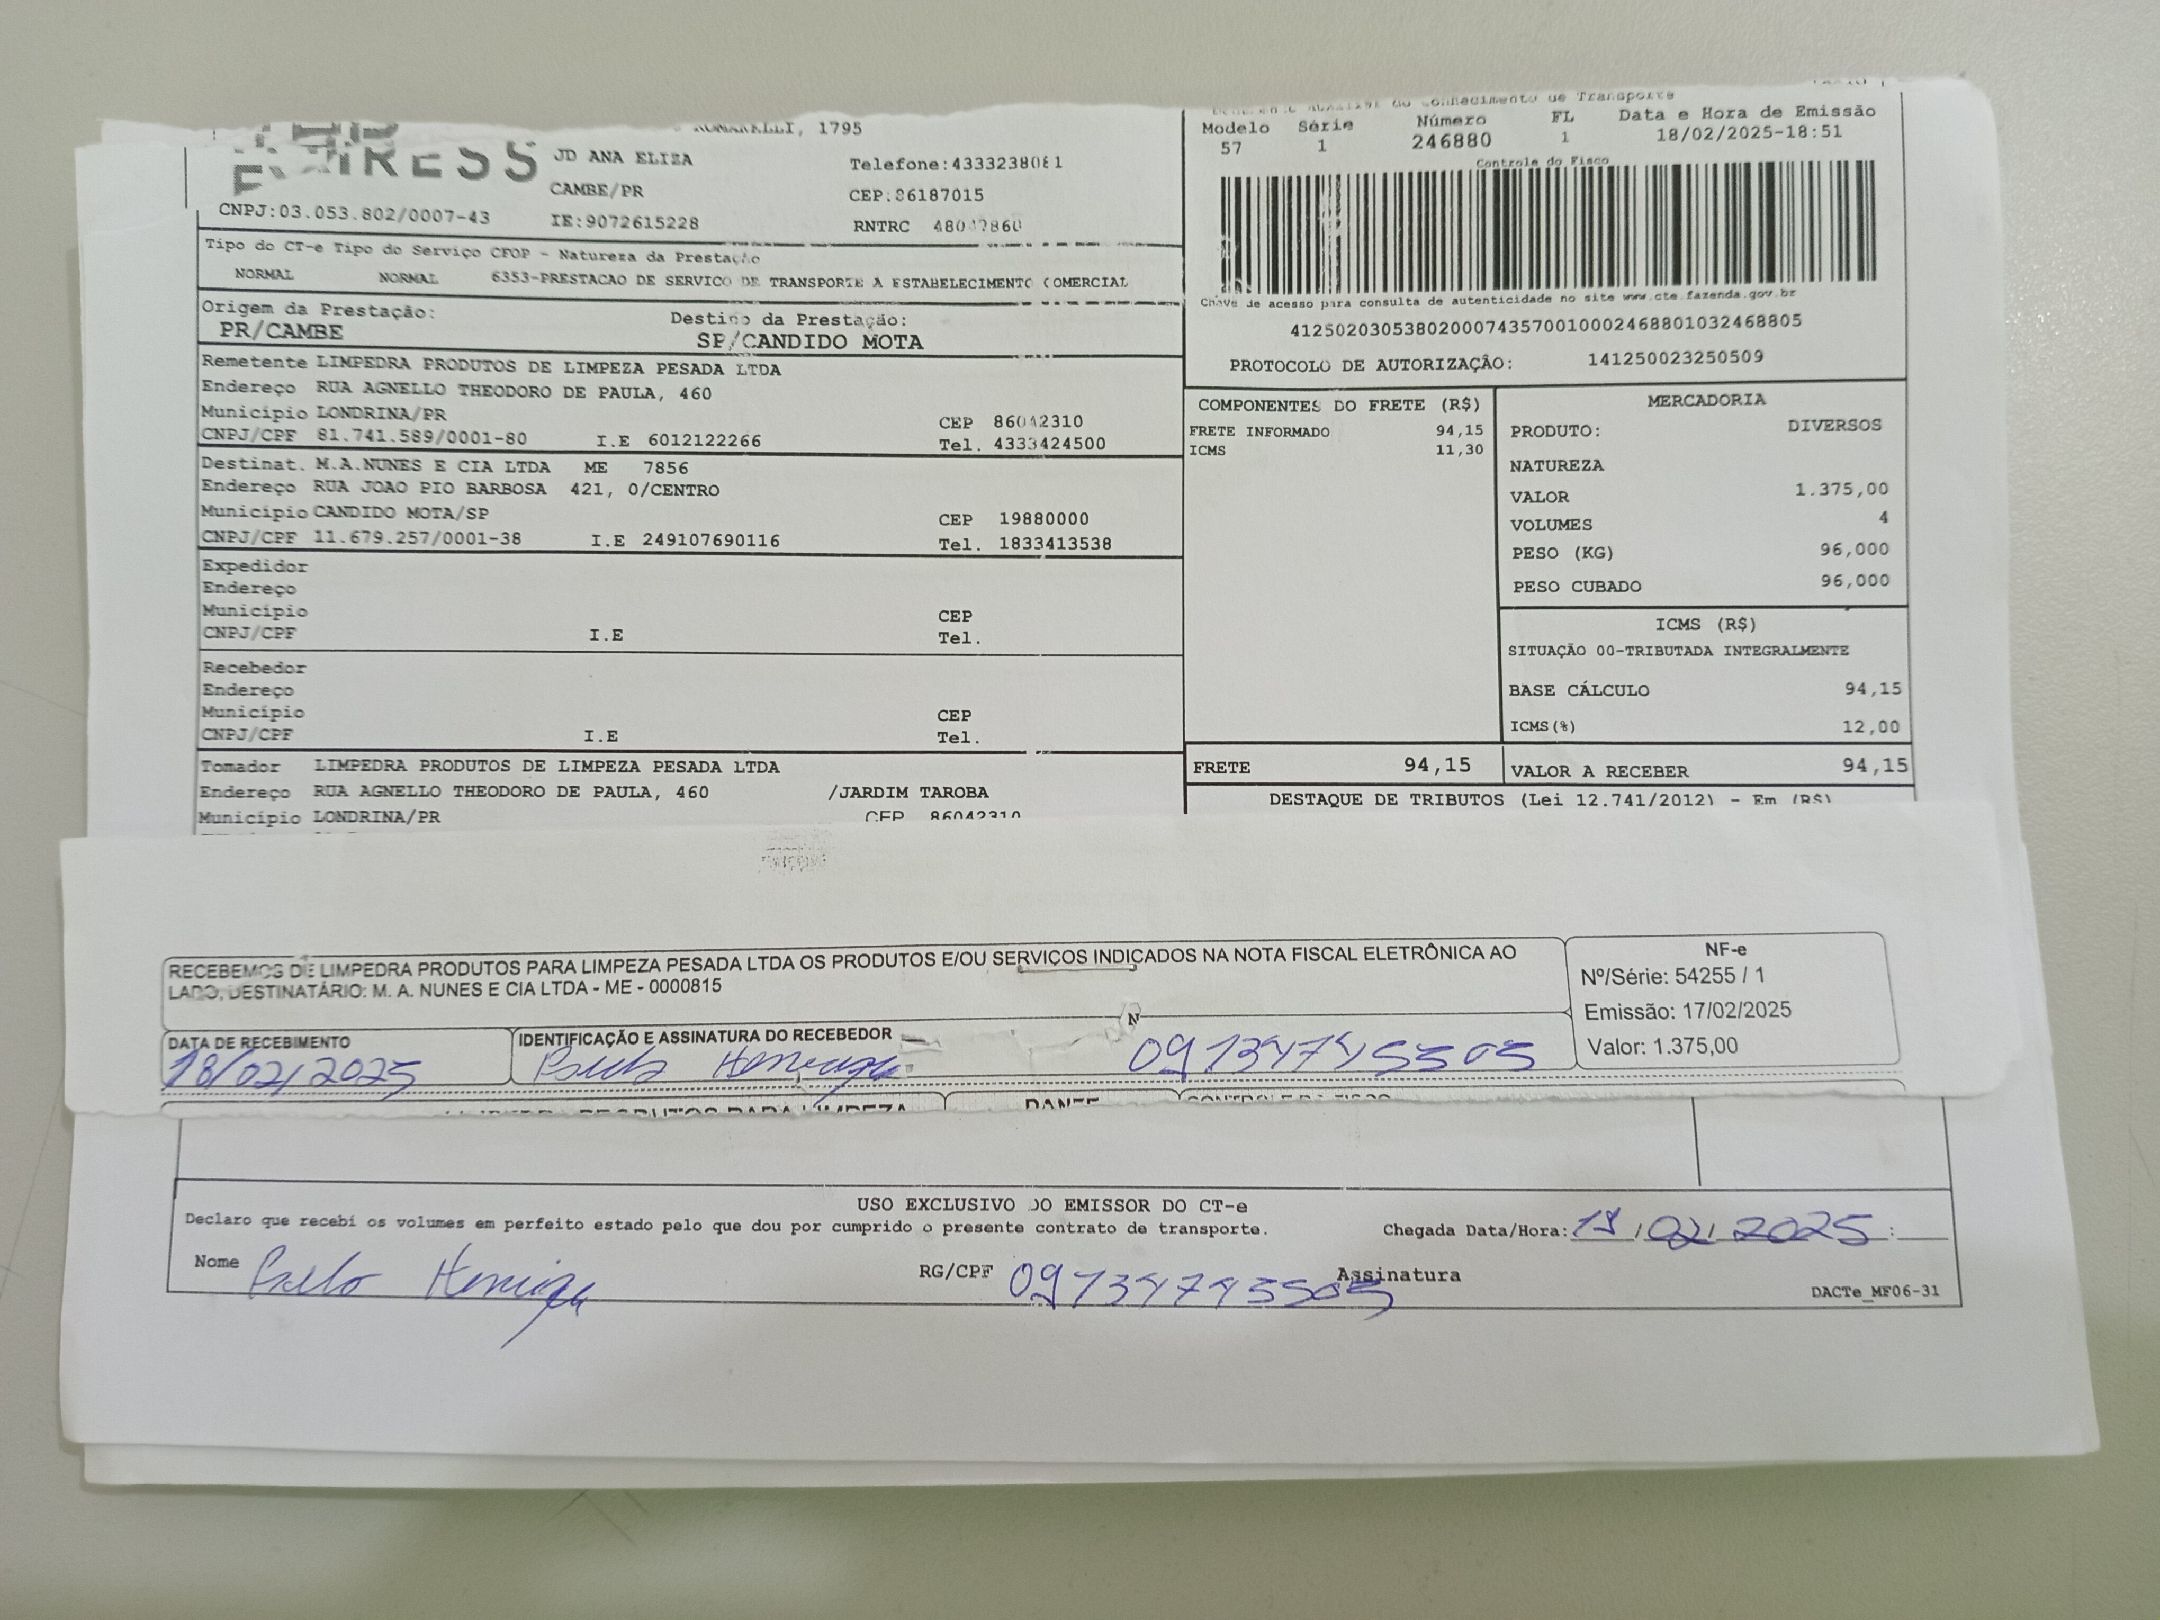 1795
JD ANA ELIZA
Telefone:4333238081
CAMBE/PR
CEP:86187015
CNPJ:03.053.802/0007-43 IE:9072615228 RNTRC
Tipo do CT-e Tipo do Serviço CFOP - Natureza da Prestação
NORMAL NORMAL 6353-PRESTACAO DE SERVICO DE TRANSPORTE A ESTABELECIMENTO COMERCIAL
Origem da Prestação: Destino da Prestação:
PR/CAMBE SP/CANDIDO MOTA
Remetente LIMPEDRA PRODUTOS DE LIMPEZA PESADA LTDA
Endereço RUA AGNELLO THEODORO DE PAULA, 460
Município LONDRINA/PR CEP 86042310
CNPJ/CPF 81.741.589/0001-80 I.E 6012122266 Tel. 4333424500
Destinat. M.A.NUNES E CIA LTDA ME 7856
Endereço RUA JOAO PIO BARBOSA 421, 0/CENTRO
Município CANDIDO MOTA/SP CEP 19880000
CNPJ/CPF 11.679.257/0001-38 I.E 249107690116 Tel. 1833413538
Expedidor
Endereço
Município CEP
CNPJ/CPF I.E Tel.
Recebedor
Endereço
Município CEP
CNPJ/CPF I.E Tel.
Tomador LIMPEDRA PRODUTOS DE LIMPEZA PESADA LTDA
Endereço RUA AGNELLO THEODORO DE PAULA, 460 /JARDIM TAROBA
Município LONDRINA/PR CEP 86042310
Conhecimento de Transporte
Modelo Série Número FL Data e Hora de Emissão
57 1 246880 1 18/02/2025-18:51
Controle do Fisco
Chave de acesso para consulta de autenticidade no site www.cte.fazenda.gov.br
41250203053802000743570010002468801032468805
PROTOCOLO DE AUTORIZAÇÃO: 141250023250509
COMPONENTES DO FRETE (R$)
FRETE INFORMADO 94,15
ICMS 11,30
MERCADORIA
PRODUTO: DIVERSOS
NATUREZA
VALOR 1.375,00
VOLUMES 4
PESO (KG) 96,000
PESO CUBADO 96,000
ICMS (R$)
SITUAÇÃO 00-TRIBUTADA INTEGRALMENTE
BASE CÁLCULO 94,15
ICMS(%) 12,00
FRETE 94,15 VALOR A RECEBER 94,15
DESTAQUE DE TRIBUTOS (Lei 12.741/2012) - Em (R$)
RECEBEMOS DE LIMPEDRA PRODUTOS PARA LIMPEZA PESADA LTDA OS PRODUTOS E/OU SERVIÇOS INDICADOS NA NOTA FISCAL ELETRÔNICA AO
LADO, DESTINATÁRIO: M. A. NUNES E CIA LTDA - ME - 0000815
NF-e
Nº/Série: 54255 / 1
Emissão: 17/02/2025
Valor: 1.375,00
DATA DE RECEBIMENTO IDENTIFICAÇÃO E ASSINATURA DO RECEBEDOR
18/02/2025
USO EXCLUSIVO DO EMISSOR DO CT-e
Declaro que recebi os volumes em perfeito estado pelo que dou por cumprido o presente contrato de transporte. Chegada Data/Hora: 18/02/2025 :
Nome RG/CPF Assinatura
DACTe_MF06-31